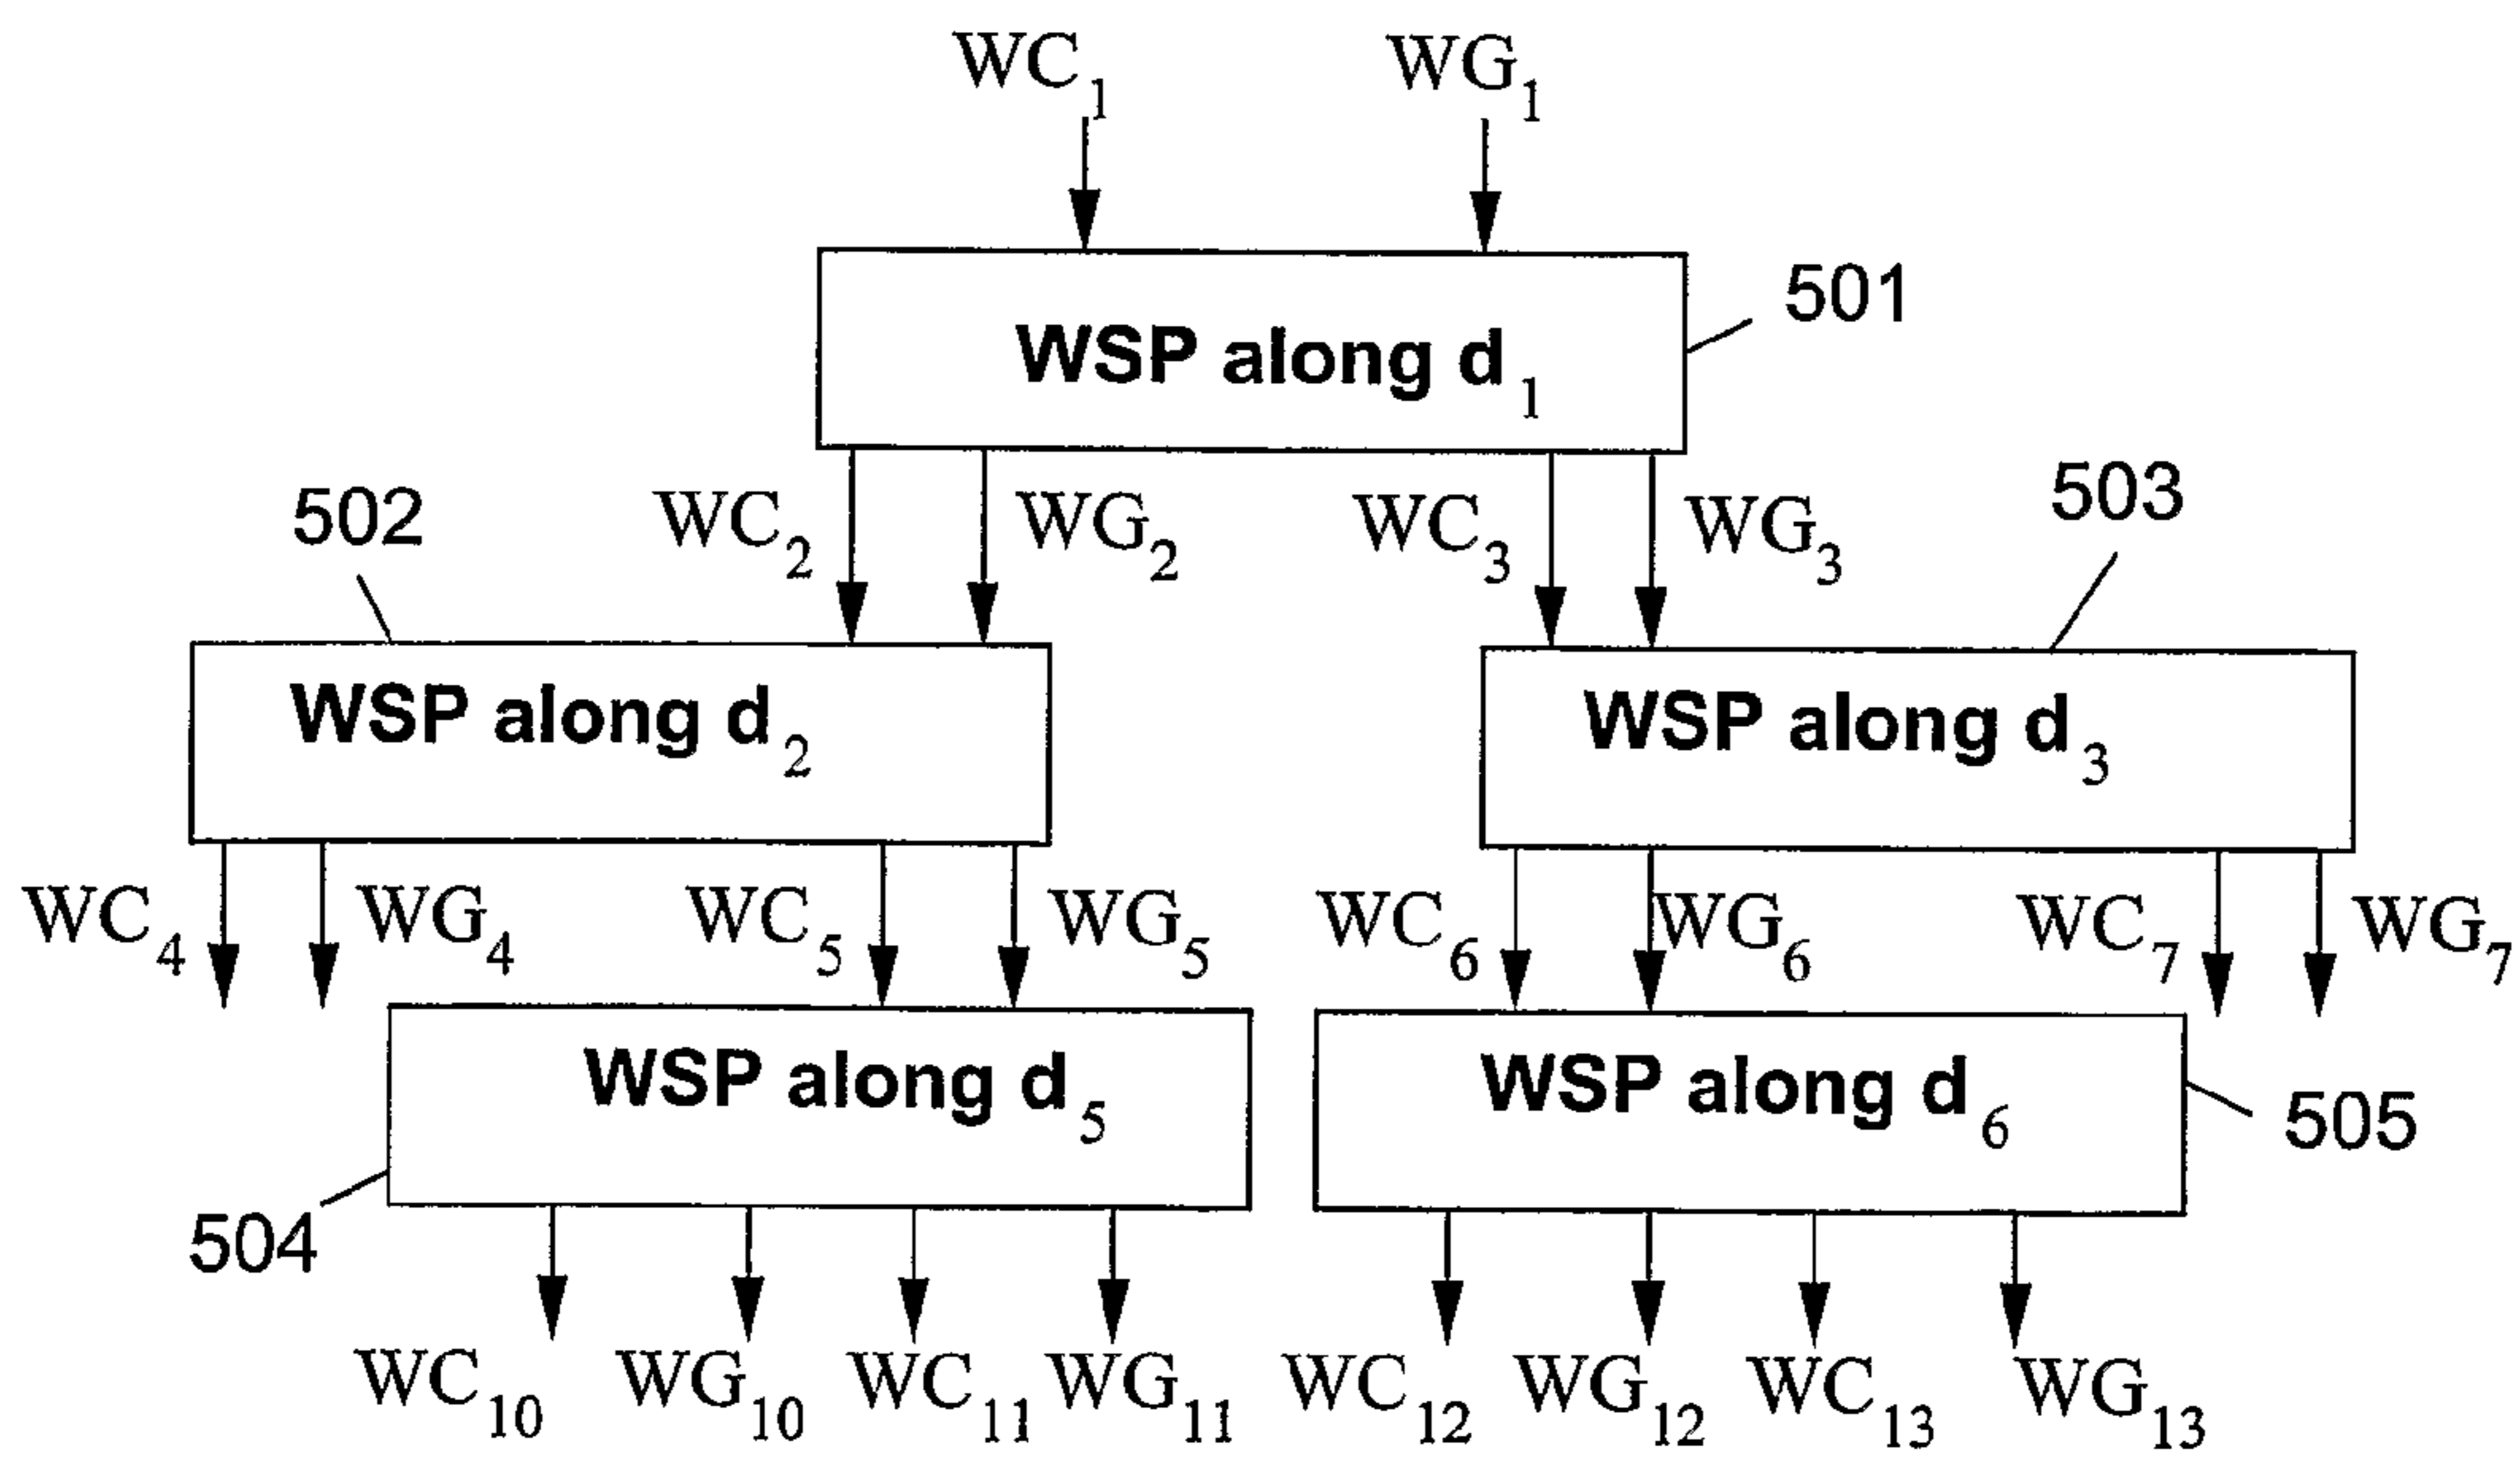 WC1 WG1
501
WSP along d1
502 WC2 WG2 WC3 WG3 503
WSP along d2 WSP along d3
WC4 WG4 WC5 WG5 WC6 WG6 WC7 WG7
WSP along d5 WSP along d6
504 505
WC10 WG10 WC11 WG11 WC12 WG12 WC13 WG13